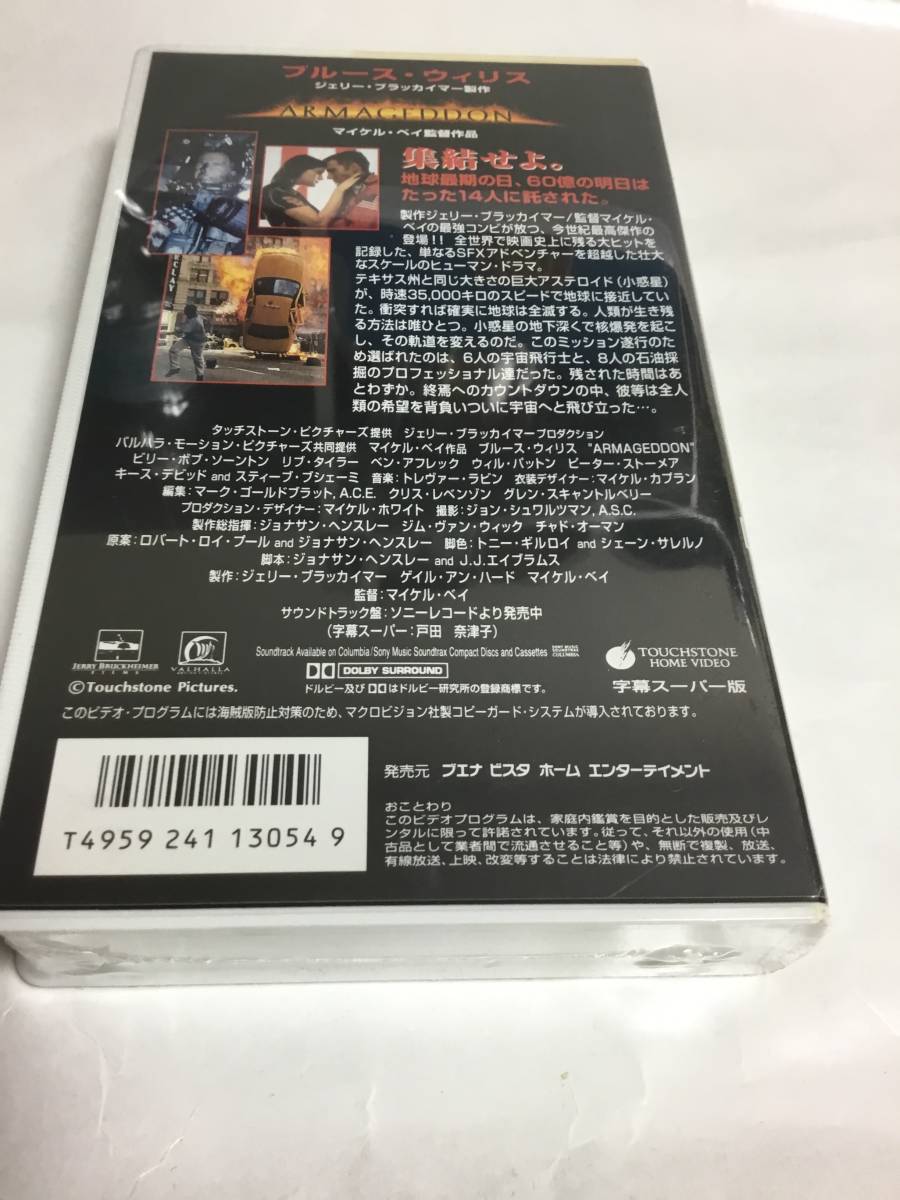 ブルース・ウィリス
ジェリー・ブラッカイマー製作
ARMAGEDDON
マイケル・ベイ監督作品
集結せよ。
地球最期の日、60億の明日は
たった14人に託された。
製作ジェリー・ブラッカイマー/監督マイケル・
ベイの最強コンビが放つ、今世紀最高傑作の
登場!! 全世界で映画史上に残る大ヒットを
記録した、単なるSFXアドベンチャーを超越した壮大
なスケールのヒューマン・ドラマ。
テキサス州と同じ大きさの巨大アステロイド(小惑星)
が、時速35,000キロのスピードで地球に接近してい
た。衝突すれば確実に地球は全滅する。人類が生き残
る方法は唯ひとつ。小惑星の地下深くで核爆発を起こ
し、その軌道を変えるのだ。このミッション遂行のた
め選ばれたのは、6人の宇宙飛行士と、8人の石油採
掘のプロフェッショナル達だった。残された時間はあ
とわずか。終焉へのカウントダウンの中、彼等は全人
類の希望を背負いついに宇宙へと飛び立った…。
タッチストーン・ピクチャーズ提供 ジェリー・ブラッカイマープロダクション
バルハラ・モーション・ピクチャーズ共同提供 マイケル・ベイ作品 ブルース・ウィリス "ARMAGEDDON"
ビリー・ボブ・ソーントン リブ・タイラー ベン・アフレック ウィル・パットン ピーター・ストーメア
キース・デビッド and スティーブ・ブシェーミ 音楽:トレヴァー・ラビン 衣装デザイナー:マイケル・カプラン
編集:マーク・ゴールドブラット, A.C.E. クリス・レベンゾン グレン・スキャントルベリー
プロダクション・デザイナー:マイケル・ホワイト 撮影:ジョン・シュワルツマン, A.S.C.
製作総指揮:ジョナサン・ヘンスレー ジム・ヴァン・ウィック チャド・オーマン
原案:ロバート・ロイ・プール and ジョナサン・ヘンスレー 脚色:トニー・ギルロイ and シェーン・サレルノ
脚本:ジョナサン・ヘンスレー and J.J.エイブラムス
製作:ジェリー・ブラッカイマー ゲイル・アン・ハード マイケル・ベイ
監督:マイケル・ベイ
サウンドトラック盤:ソニーレコードより発売中
(字幕スーパー:戸田 奈津子)
Soundtrack Available on Columbia/Sony Music Soundtrax Compact Discs and Cassettes
JERRY BRUCKHEIMER
FILMS
VALHALLA
DOLBY SURROUND
TOUCHSTONE
HOME VIDEO
©Touchstone Pictures.
ドルビー及びDDはドルビー研究所の登録商標です。
字幕スーパー版
このビデオ・プログラムには海賊版防止対策のため、マクロビジョン社製コピーガード・システムが導入されております。
発売元 ブエナ ビスタ ホーム エンターテイメント
T4959 241 13054 9
おことわり
このビデオプログラムは、家庭内鑑賞を目的とした販売及びレ
ンタルに限って許諾されています。従って、それ以外の使用(中
古品として業者間で流通させること等)や、無断で複製、放送、
有線放送、上映、改変等することは法律により禁止されています。